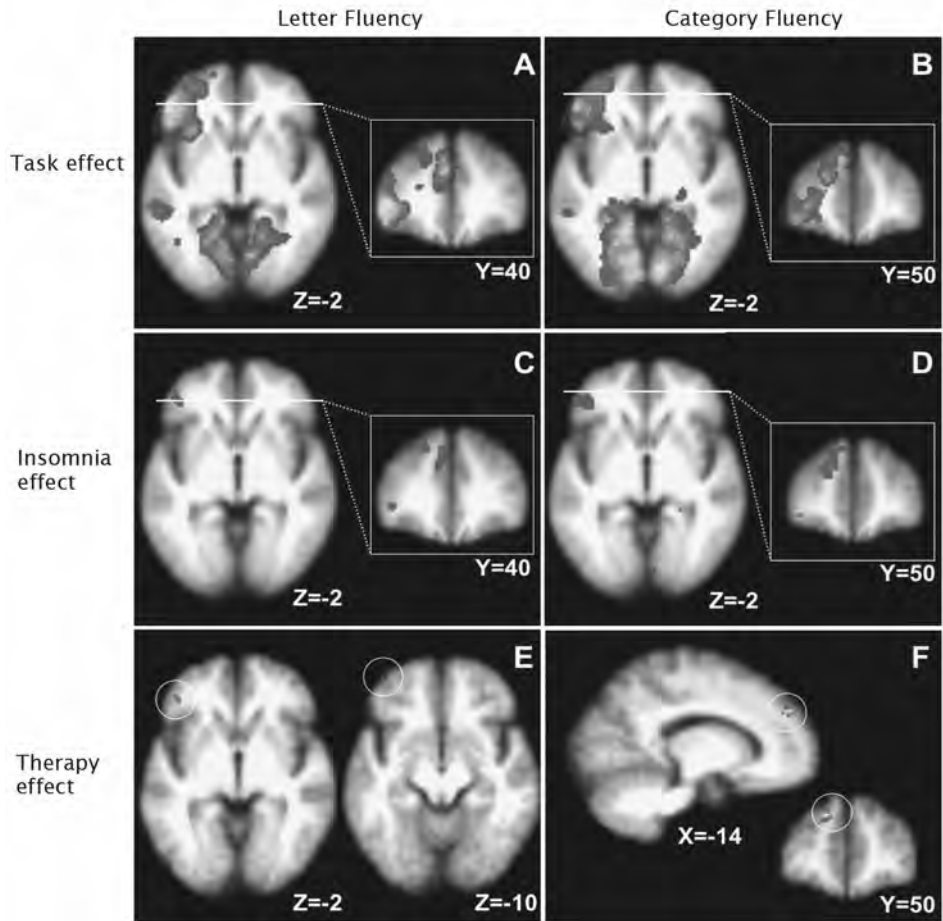 Letter Fluency
Category Fluency
Task effect
A
Y=40
Z=-2
B
Y=50
Z=-2
Insomnia
effect
C
Y=40
Z=-2
D
Y=50
Z=-2
Therapy
effect
E
Z=-2
Z=-10
F
X=-14
Y=50